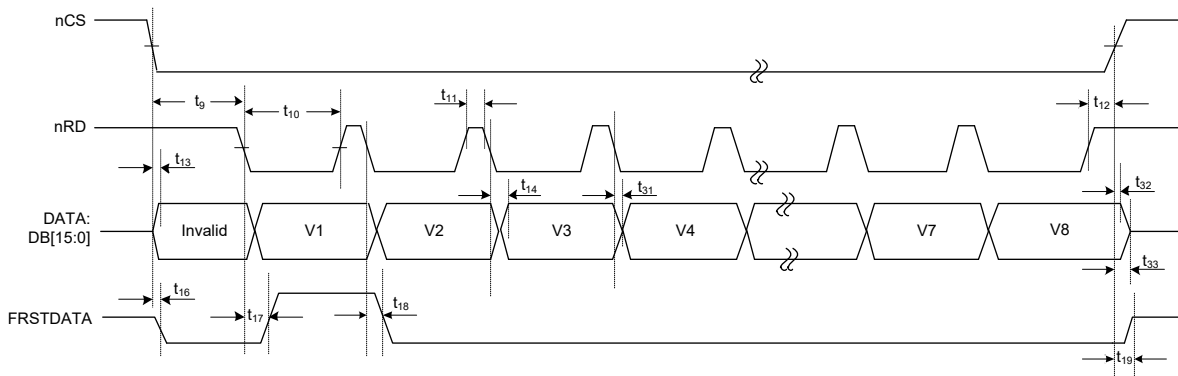 nCS
t9
t10
t11
t12
nRD
t13
t14
t31
t32
DATA:
DB[15:0]
Invalid
V1
V2
V3
V4
V7
V8
t33
t16
t17
t18
FRSTDATA
t19